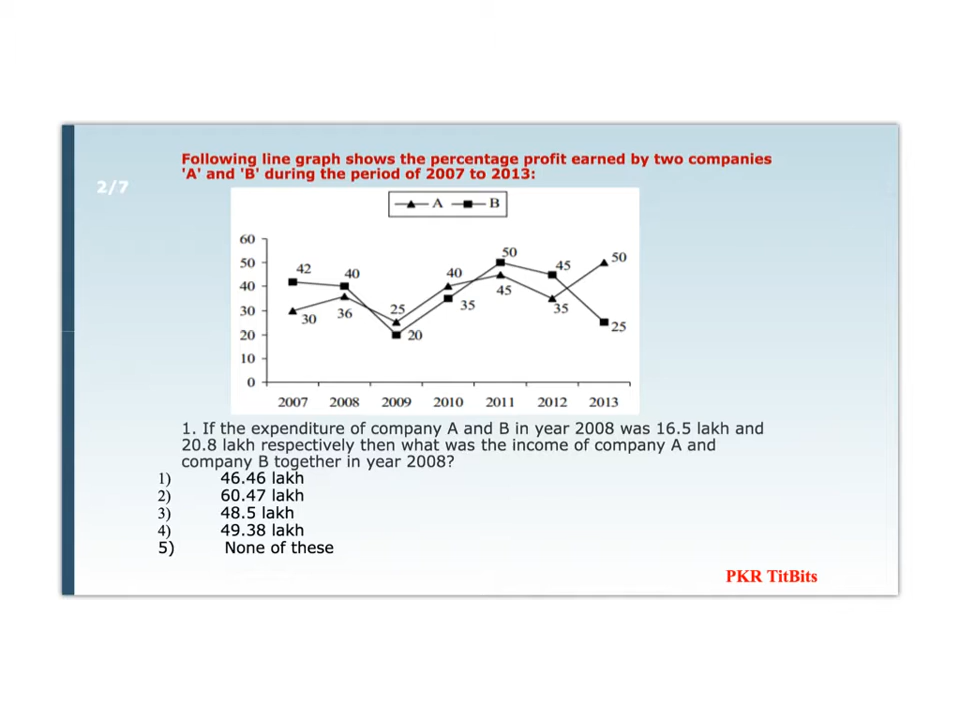 Following line graph shows the percentage profit earned by two companies
'A' and 'B' during the period of 2007 to 2013:
2/7
A B
60
50
40
30
20
10
0
42
40
25
40
50
45
50
30
36
20
35
45
35
25
2007 2008 2009 2010 2011 2012 2013
1. If the expenditure of company A and B in year 2008 was 16.5 lakh and
20.8 lakh respectively then what was the income of company A and
company B together in year 2008?
1) 46.46 lakh
2) 60.47 lakh
3) 48.5 lakh
4) 49.38 lakh
5) None of these
PKR TitBits